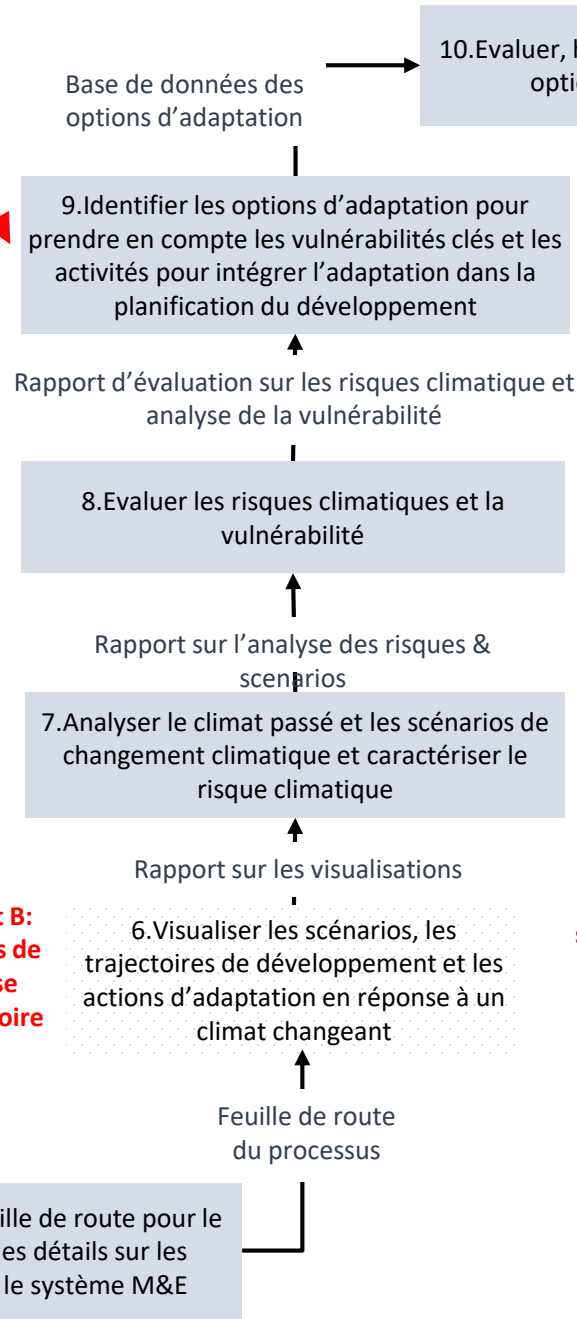 10.Evaluer, 
opti
Base de données des
options d’adaptation
9.Identifier les options d’adaptation pour
prendre en compte les vulnérabilités clés et les
activités pour intégrer l’adaptation dans la
planification du développement
Rapport d’évaluation sur les risques climatique et
analyse de la vulnérabilité
8.Evaluer les risques climatiques et la
vulnérabilité
Rapport sur l’analyse des risques &
scenarios
7.Analyser le climat passé et les scénarios de
changement climatique et caractériser le
risque climatique
Rapport sur les visualisations
t B:
s de
se
oire
6.Visualiser les scénarios, les
trajectoires de développement et les
actions d’adaptation en réponse à un
climat changeant
s
Feuille de route
du processus
ille de route pour le
les détails sur les
le système M&E